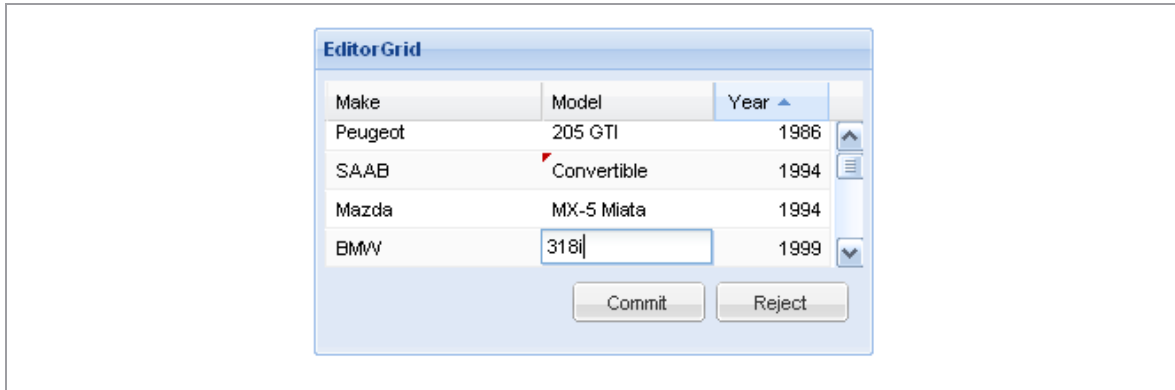 EditorGrid
Make Model Year
Peugeot 205 GTI 1986
SAAB Convertible 1994
Mazda MX-5 Miata 1994
BMW 318i 1999
Commit Reject